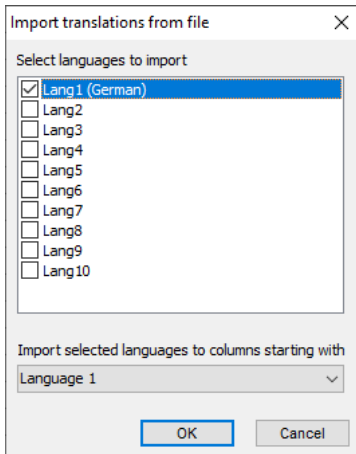 Import translations from file
Select languages to import
Lang1 (German)
Lang2
Lang3
Lang4
Lang5
Lang6
Lang7
Lang8
Lang9
Lang10
Import selected languages to columns starting with
Language 1
OK Cancel